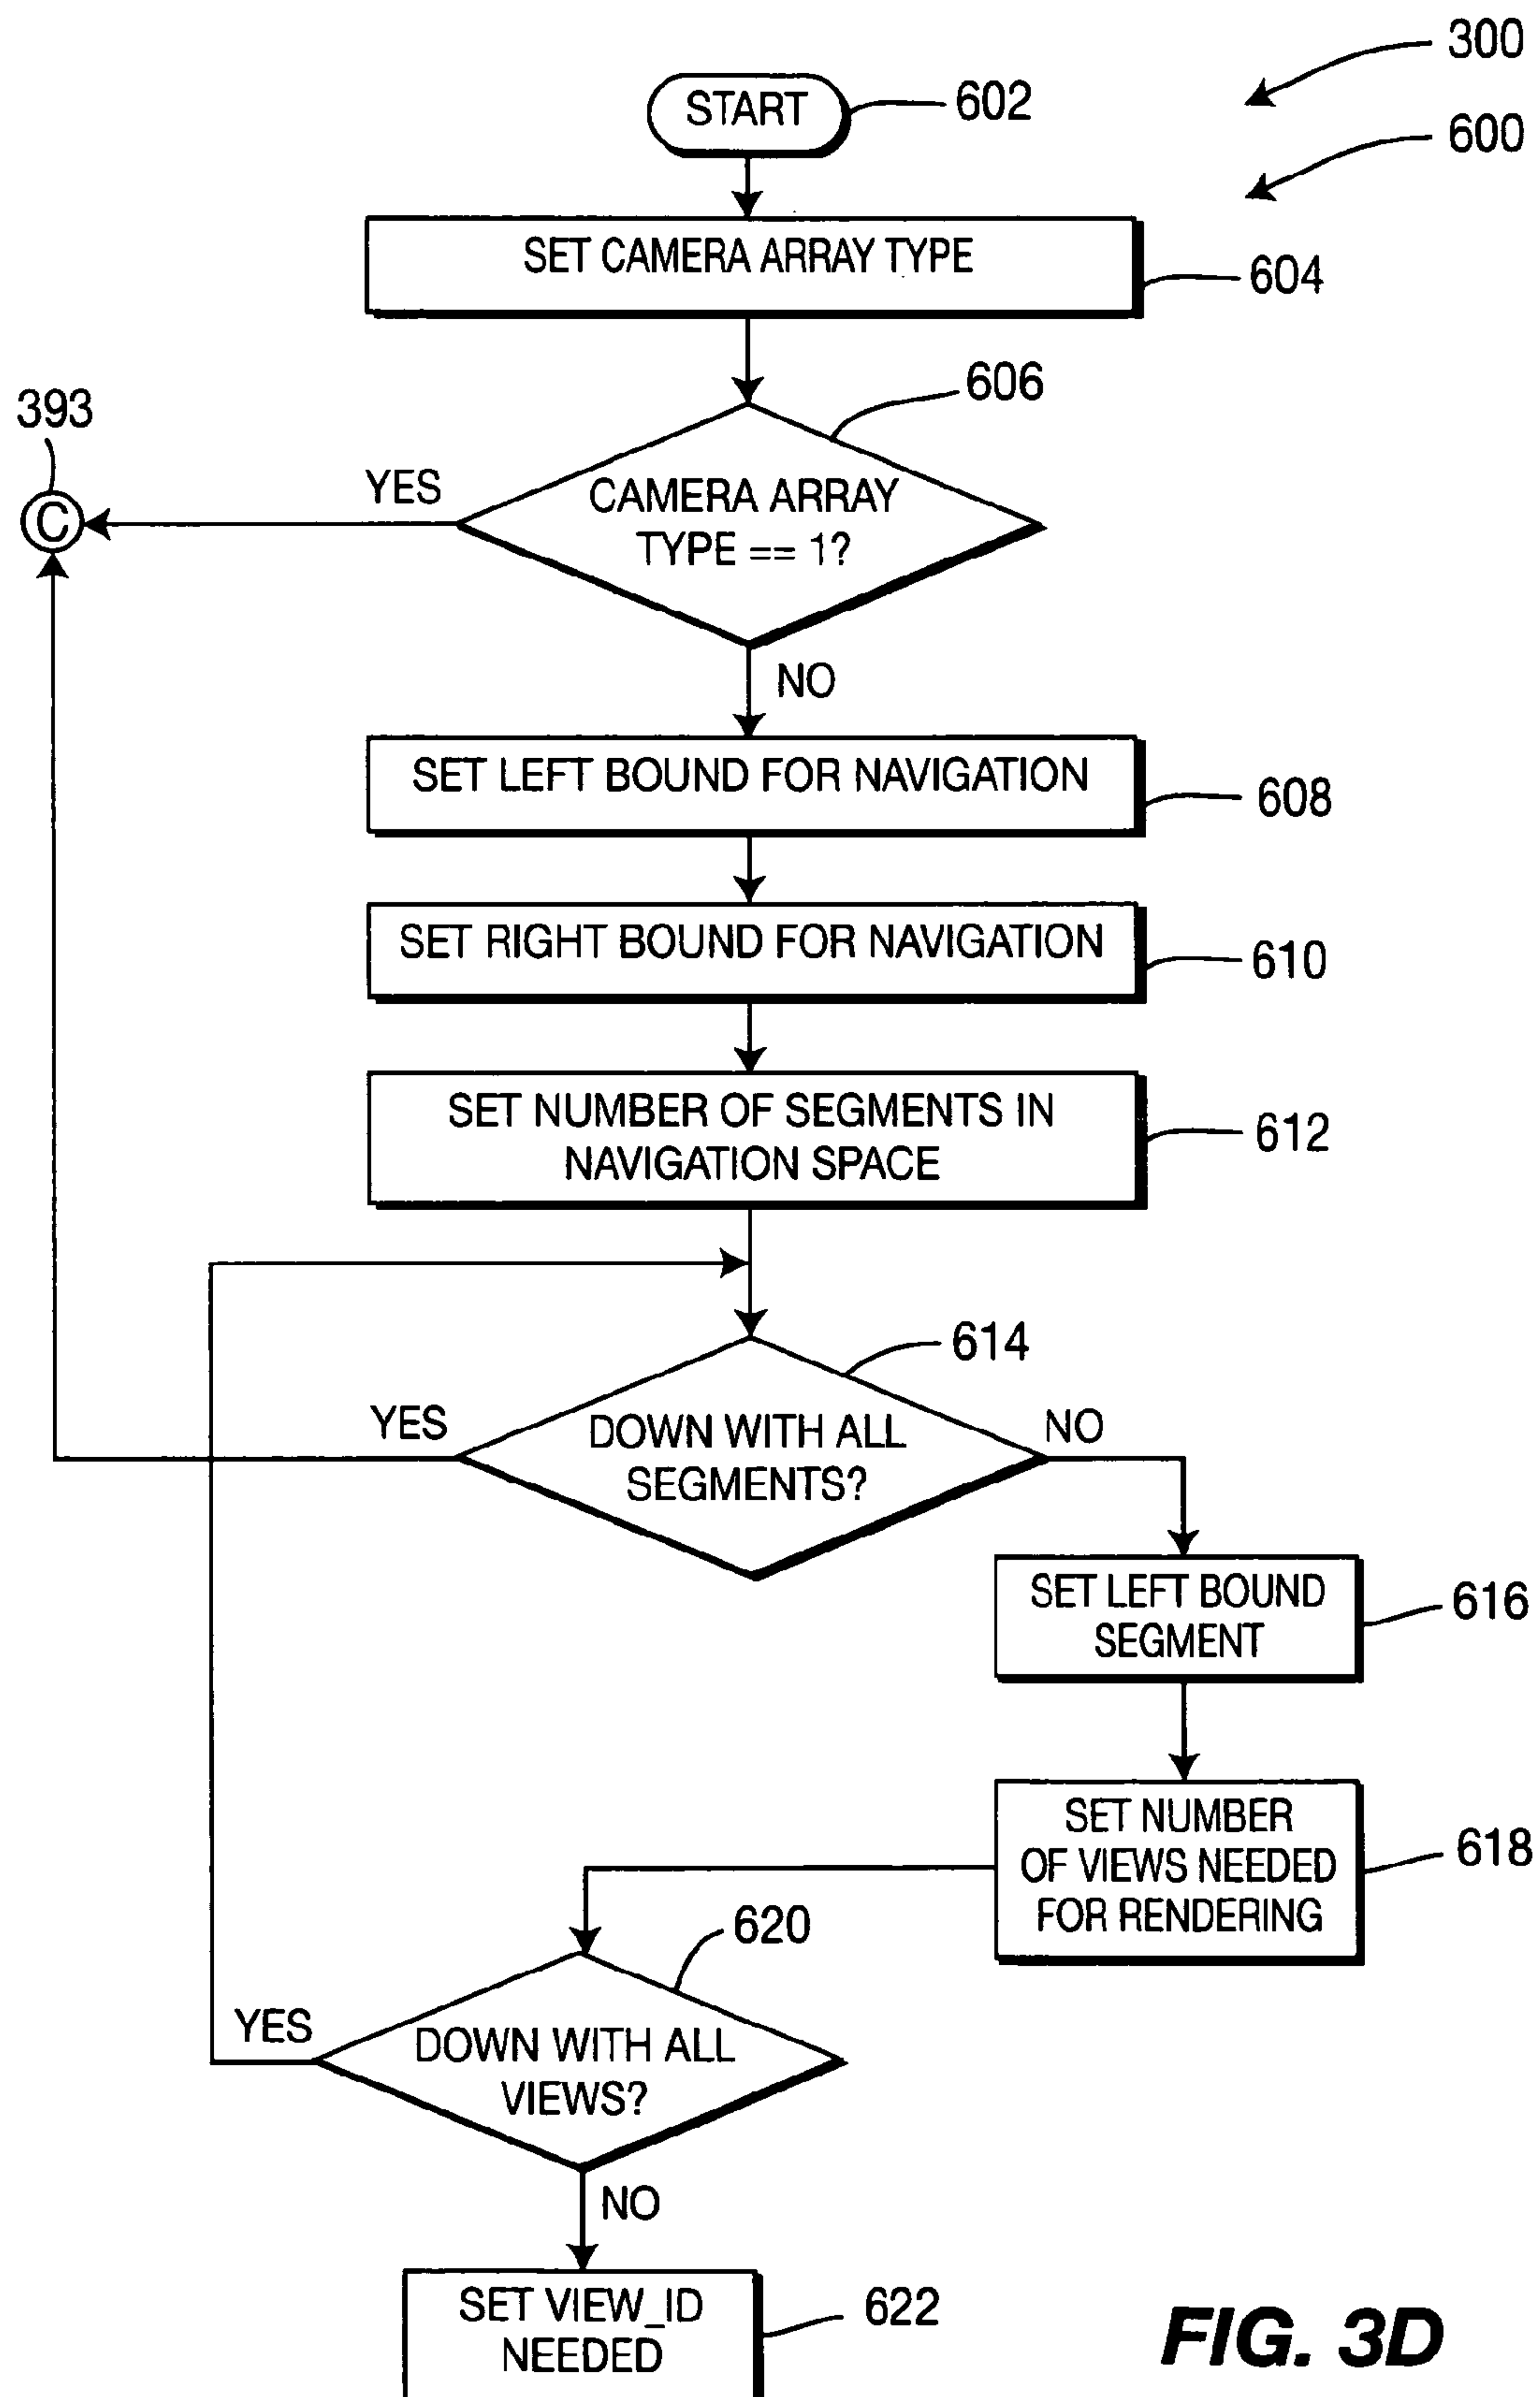 300
START
602
600
SET CAMERA ARRAY TYPE
604
606
393
YES
C
CAMERA ARRAY
TYPE == 1?
NO
SET LEFT BOUND FOR NAVIGATION
608
SET RIGHT BOUND FOR NAVIGATION
610
SET NUMBER OF SEGMENTS IN
NAVIGATION SPACE
612
614
YES
DOWN WITH ALL
SEGMENTS?
NO
SET LEFT BOUND
SEGMENT
616
SET NUMBER
OF VIEWS NEEDED
FOR RENDERING
618
620
YES
DOWN WITH ALL
VIEWS?
NO
SET VIEW_ID
NEEDED
622
FIG. 3D